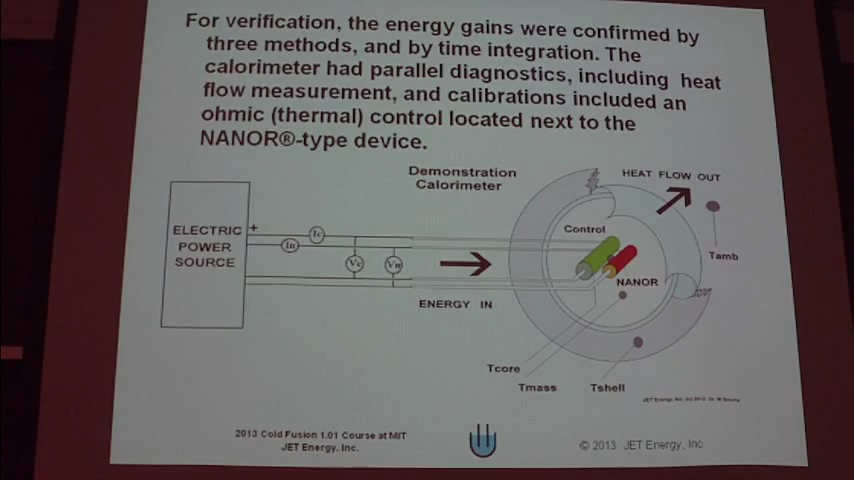 For verification, the energy gains were confirmed by
three methods, and by time integration. The
calorimeter had parallel diagnostics, including heat
flow measurement, and calibrations included an
ohmic (thermal) control located next to the
NANOR®-type device.
Demonstration
Calorimeter
HEAT FLOW OUT
ELECTRIC
POWER
SOURCE
+
Ic
In
Vc
Vn
Control
NANOR
Tamb
ENERGY IN
Tcore
Tmass
Tshell
JET Energy, Inc.
2013 Cold Fusion 1.01 Course at MIT
JET Energy, Inc.
© 2013 JET Energy, Inc.